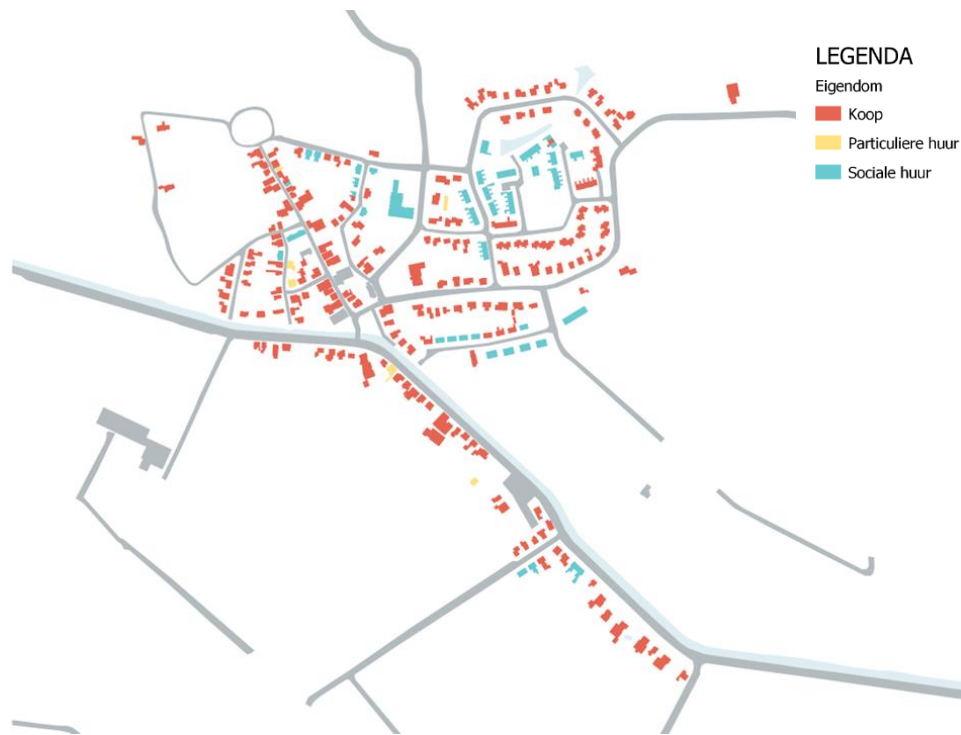 LEGENDA
Eigendom
Koop
Particuliere huur
Sociale huur